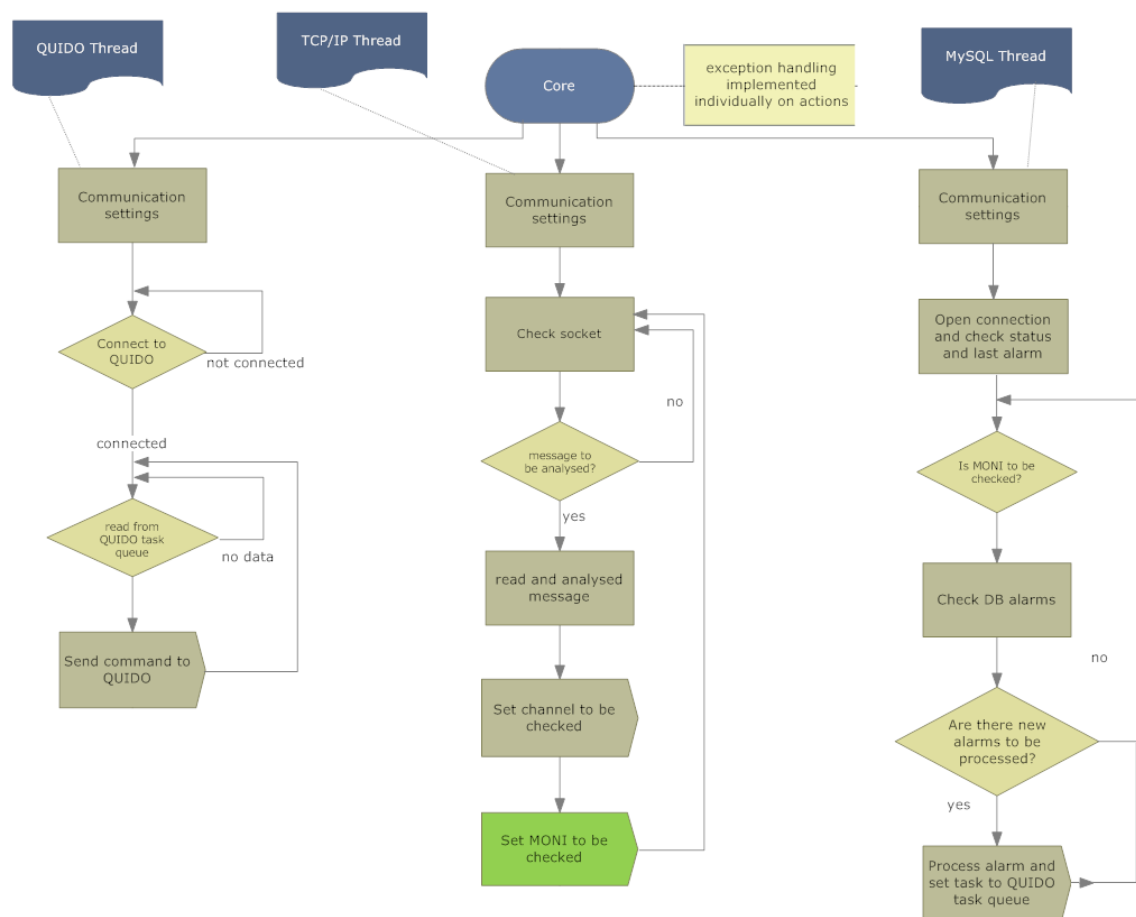 QUIDO Thread
TCP/IP Thread
Core
exception handling
implemented
individually on actions
MySQL Thread
Communication
settings
Connect to
QUIDO
not connected
connected
read from
QUIDO task
queue
no data
Send command to
QUIDO
Communication
settings
Check socket
no
message to
be analysed?
yes
read and analysed
message
Set channel to be
checked
Set MONI to be
checked
Communication
settings
Open connection
and check status
and last alarm
Is MONI to be
checked?
Check DB alarms
no
Are there new
alarms to be
processed?
yes
Process alarm and
set task to QUIDO
task queue